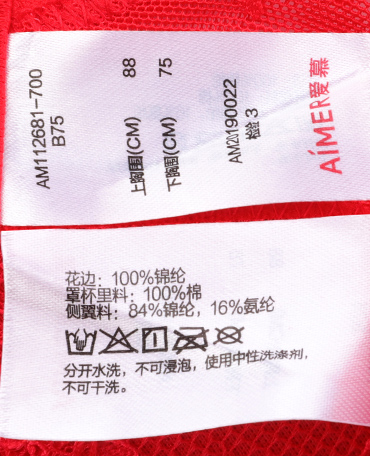 AiMER爱慕
AM20190022
检 3
上胸围(CM) 88
下胸围(CM) 75
AM112681-700
B75
花边：100%锦纶
罩杯里料：100%棉
侧翼料：84%锦纶，16%氨纶
分开水洗，不可浸泡，使用中性洗涤剂，
不可干洗。